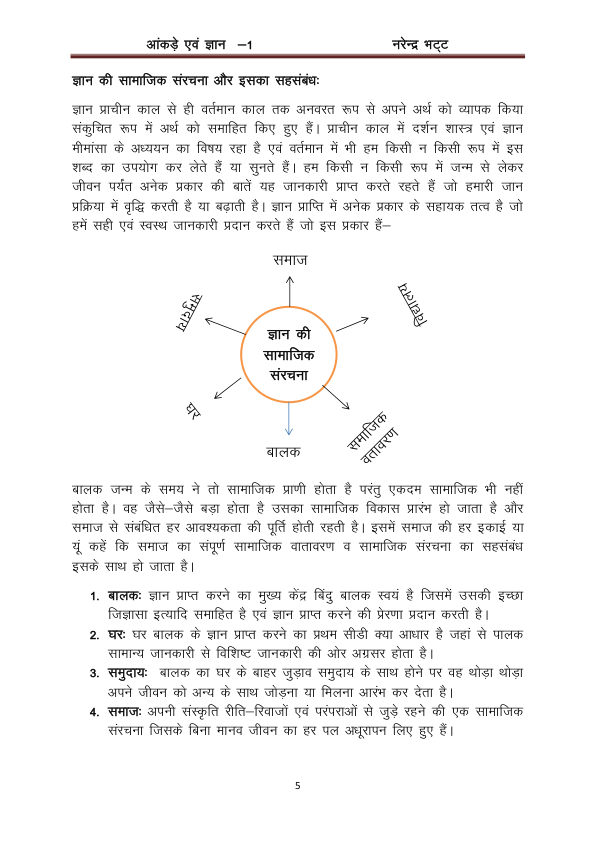 आंकड़े एवं ज्ञान –1 नरेन्द्र भट्ट
ज्ञान की सामाजिक संरचना और इसका सहसंबंधः
ज्ञान प्राचीन काल से ही वर्तमान काल तक अनवरत रूप से अपने अर्थ को व्यापक किया
संकुचित रूप में अर्थ को समाहित किए हुए हैं। प्राचीन काल में दर्शन शास्त्र एवं ज्ञान
मीमांसा के अध्ययन का विषय रहा है एवं वर्तमान में भी हम किसी न किसी रूप में इस
शब्द का उपयोग कर लेते हैं या सुनते हैं। हम किसी न किसी रूप में जन्म से लेकर
जीवन पर्यंत अनेक प्रकार की बातें यह जानकारी प्राप्त करते रहते हैं जो हमारी जान
प्रक्रिया में वृद्धि करती है या बढ़ाती है। ज्ञान प्राप्ति में अनेक प्रकार के सहायक तत्व है जो
हमें सही एवं स्वस्थ जानकारी प्रदान करते हैं जो इस प्रकार हैं–
समाज
समुदाय
विद्यालय
ज्ञान की
सामाजिक
संरचना
घर
सामाजिक
वतावरण
बालक
बालक जन्म के समय ने तो सामाजिक प्राणी होता है परंतु एकदम सामाजिक भी नहीं
होता है। वह जैसे–जैसे बड़ा होता है उसका सामाजिक विकास प्रारंभ हो जाता है और
समाज से संबंधित हर आवश्यकता की पूर्ति होती रहती है। इसमें समाज की हर इकाई या
यूं कहें कि समाज का संपूर्ण सामाजिक वातावरण व सामाजिक संरचना का सहसंबंध
इसके साथ हो जाता है।
1. बालकः ज्ञान प्राप्त करने का मुख्य केंद्र बिंदु बालक स्वयं है जिसमें उसकी इच्छा
जिज्ञासा इत्यादि समाहित है एवं ज्ञान प्राप्त करने की प्रेरणा प्रदान करती है।
2. घरः घर बालक के ज्ञान प्राप्त करने का प्रथम सीडी क्या आधार है जहां से पालक
सामान्य जानकारी से विशिष्ट जानकारी की ओर अग्रसर होता है।
3. समुदायः बालक का घर के बाहर जुड़ाव समुदाय के साथ होने पर वह थोड़ा थोड़ा
अपने जीवन को अन्य के साथ जोड़ना या मिलना आरंभ कर देता है।
4. समाजः अपनी संस्कृति रीति–रिवाजों एवं परंपराओं से जुड़े रहने की एक सामाजिक
संरचना जिसके बिना मानव जीवन का हर पल अधूरापन लिए हुए हैं।
5